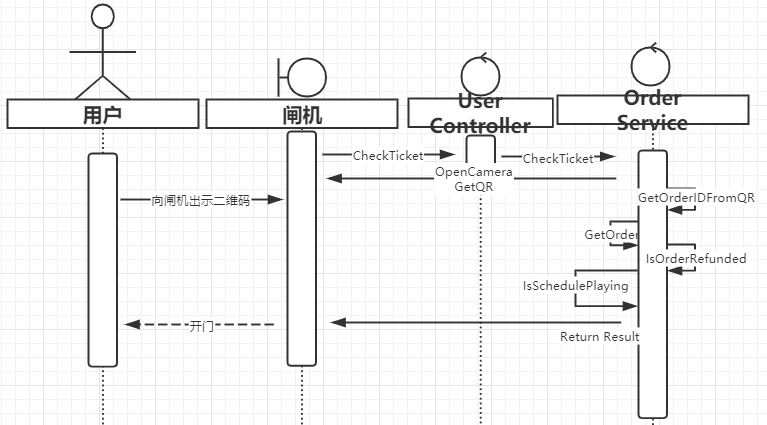 用户
闸机
User
Controller
Order
Service
CheckTicket
CheckTicket
OpenCamera
GetQR
向闸机出示二维码
GetOrderIDFromQR
GetOrder
IsOrderRefunded
IsSchedulePlaying
开门
Return Result